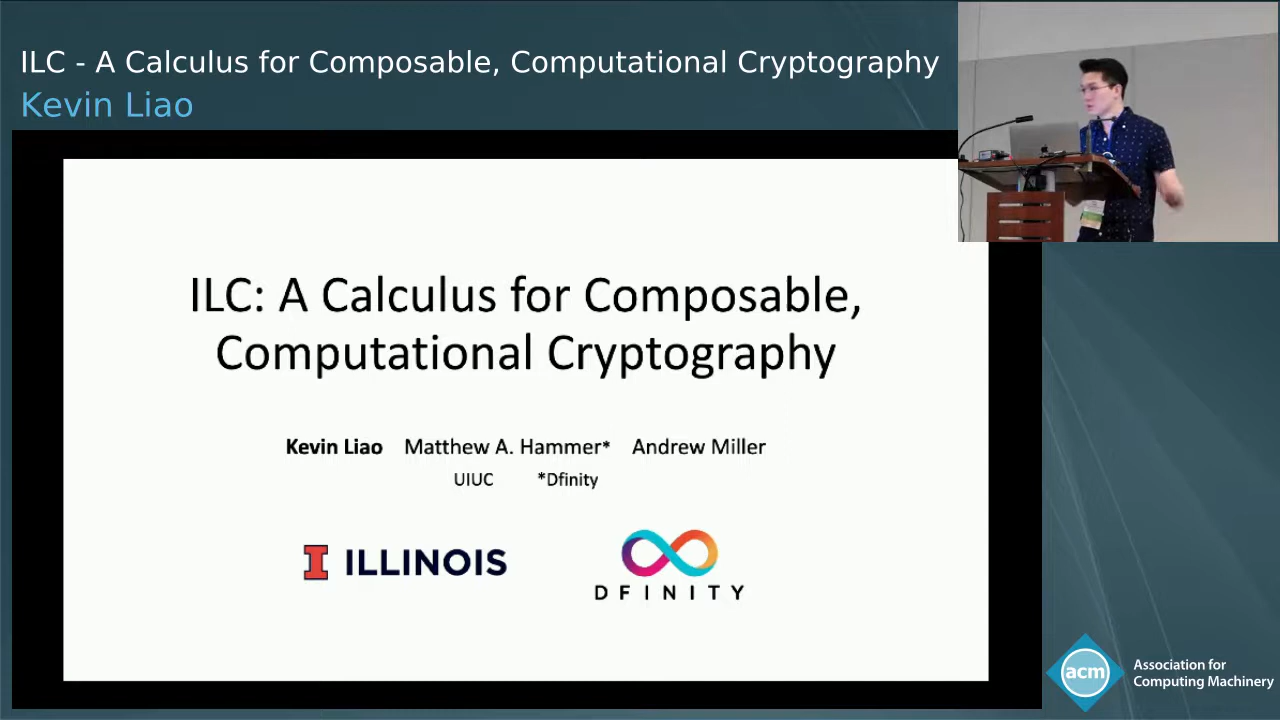 ILC - A Calculus for Composable, Computational Cryptography
Kevin Liao
ILC: A Calculus for Composable,
Computational Cryptography
Kevin Liao Matthew A. Hammer* Andrew Miller
UIUC *Dfinity
I ILLINOIS
DFINITY
acm
Association for
Computing Machinery